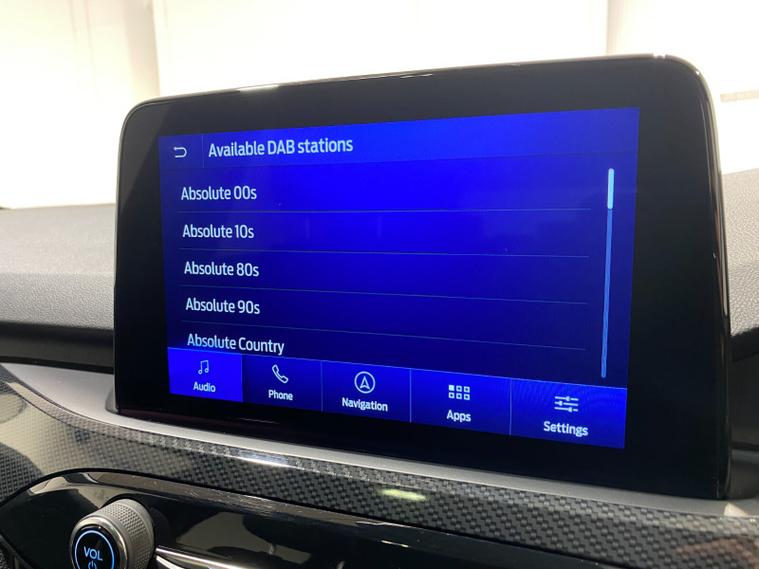 Available DAB stations
Absolute 00s
Absolute 10s
Absolute 80s
Absolute 90s
Absolute Country
Audio
Phone
Navigation
Apps
Settings
VOL